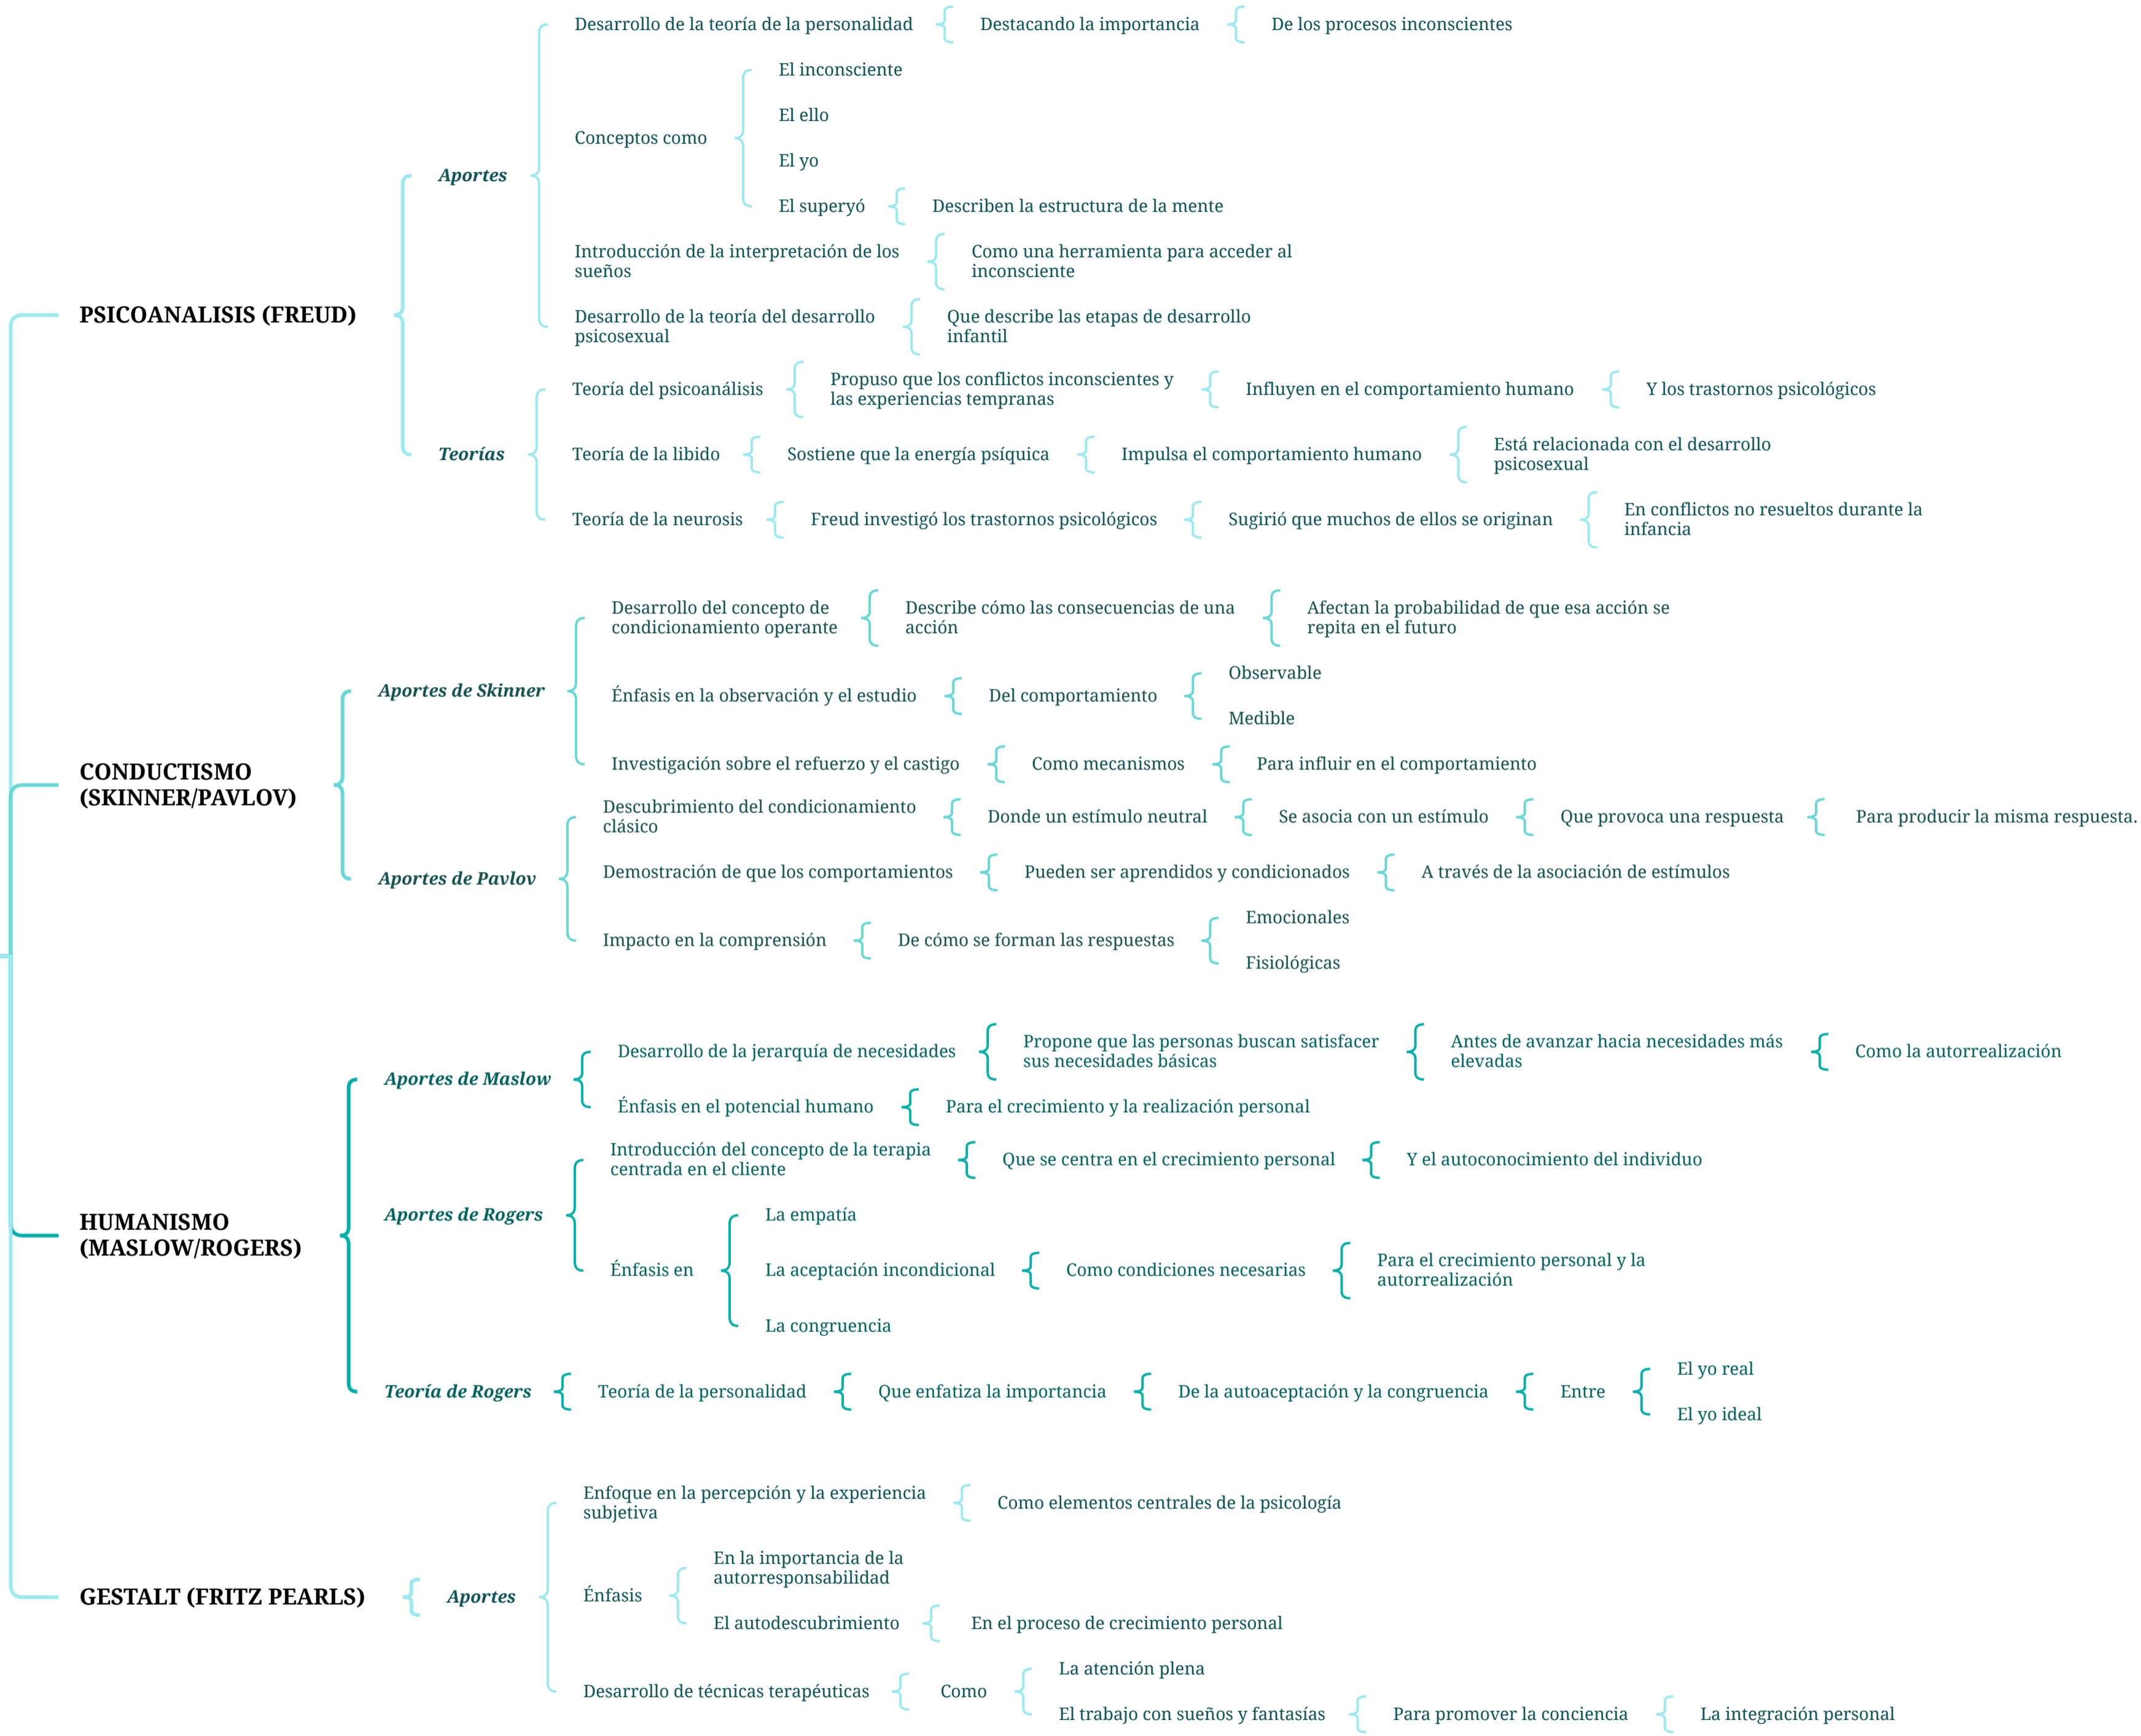 Desarrollo de la teoría de la personalidad
Destacando la importancia
De los procesos inconscientes
El inconsciente
El ello
Conceptos como
El yo
Aportes
El superyó
Describen la estructura de la mente
Introducción de la interpretación de los
sueños
Como una herramienta para acceder al
inconsciente
PSICOANALISIS (FREUD)
Desarrollo de la teoría del desarrollo
psicosexual
Que describe las etapas de desarrollo
infantil
Teorías
Teoría del psicoanálisis
Propuso que los conflictos inconscientes y
las experiencias tempranas
Influyen en el comportamiento humano
Y los trastornos psicológicos
Teoría de la libido
Sostiene que la energía psíquica
Impulsa el comportamiento humano
Está relacionada con el desarrollo
psicosexual
Teoría de la neurosis
Freud investigó los trastornos psicológicos
Sugirió que muchos de ellos se originan
En conflictos no resueltos durante la
infancia
CONDUCTISMO
(SKINNER/PAVLOV)
Aportes de Skinner
Desarrollo del concepto de
condicionamiento operante
Describe cómo las consecuencias de una
acción
Afectan la probabilidad de que esa acción se
repita en el futuro
Énfasis en la observación y el estudio
Del comportamiento
Observable
Medible
Investigación sobre el refuerzo y el castigo
Como mecanismos
Para influir en el comportamiento
Aportes de Pavlov
Descubrimiento del condicionamiento
clásico
Donde un estímulo neutral
Se asocia con un estímulo
Que provoca una respuesta
Para producir la misma respuesta.
Demostración de que los comportamientos
Pueden ser aprendidos y condicionados
A través de la asociación de estímulos
Impacto en la comprensión
De cómo se forman las respuestas
Emocionales
Fisiológicas
HUMANISMO
(MASLOW/ROGERS)
Aportes de Maslow
Desarrollo de la jerarquía de necesidades
Propone que las personas buscan satisfacer
sus necesidades básicas
Antes de avanzar hacia necesidades más
elevadas
Como la autorrealización
Énfasis en el potencial humano
Para el crecimiento y la realización personal
Aportes de Rogers
Introducción del concepto de la terapia
centrada en el cliente
Que se centra en el crecimiento personal
Y el autoconocimiento del individuo
Énfasis en
La empatía
La aceptación incondicional
Como condiciones necesarias
Para el crecimiento personal y la
autorrealización
La congruencia
Teoría de Rogers
Teoría de la personalidad
Que enfatiza la importancia
De la autoaceptación y la congruencia
Entre
El yo real
El yo ideal
GESTALT (FRITZ PEARLS)
Aportes
Enfoque en la percepción y la experiencia
subjetiva
Como elementos centrales de la psicología
Énfasis
En la importancia de la
autorresponsabilidad
El autodescubrimiento
En el proceso de crecimiento personal
Desarrollo de técnicas terapéuticas
Como
La atención plena
El trabajo con sueños y fantasías
Para promover la conciencia
La integración personal